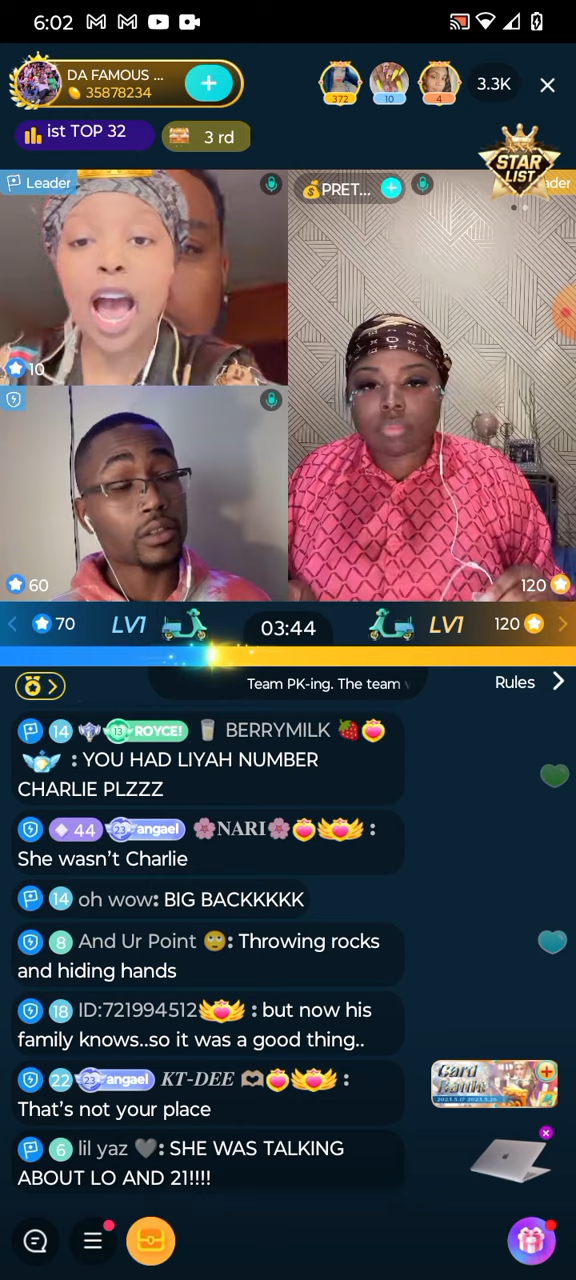 6:02
DA FAMOUS ...
35878234
372
10
4
3.3K
ist TOP 32
3 rd
STAR
LIST
Leader
PRET...
ader
10
60
120
70
LV1
03:44
LV1
120
Team PK-ing. The team
Rules
14 13 ROYCE! BERRYMILK
: YOU HAD LIYAH NUMBER
CHARLIE PLZZZ
44 23 angael NARI :
She wasn't Charlie
14 oh wow: BIG BACKKKKK
8 And Ur Point : Throwing rocks
and hiding hands
18 ID:721994512 : but now his
family knows..so it was a good thing..
22 23 angael KT-DEE :
That's not your place
6 lil yaz : SHE WAS TALKING
ABOUT LO AND 21!!!!
Card
Battle